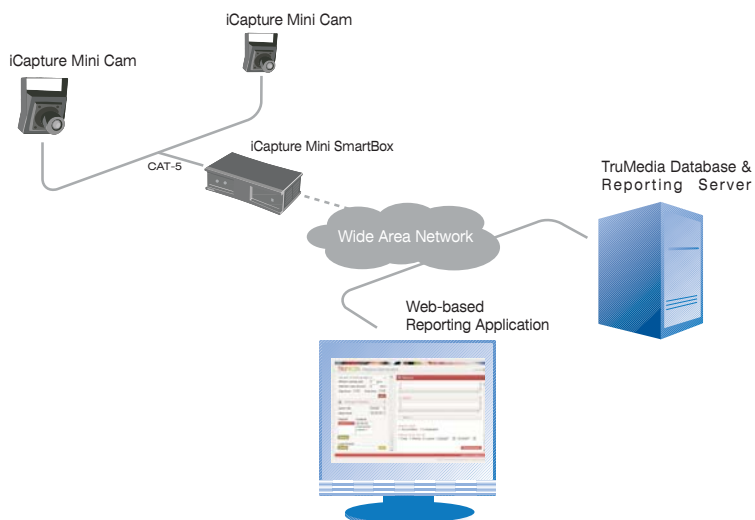 iCapture Mini Cam
iCapture Mini Cam
iCapture Mini SmartBox
CAT-5
TruMedia Database &
Reporting Server
Wide Area Network
Web-based
Reporting Application